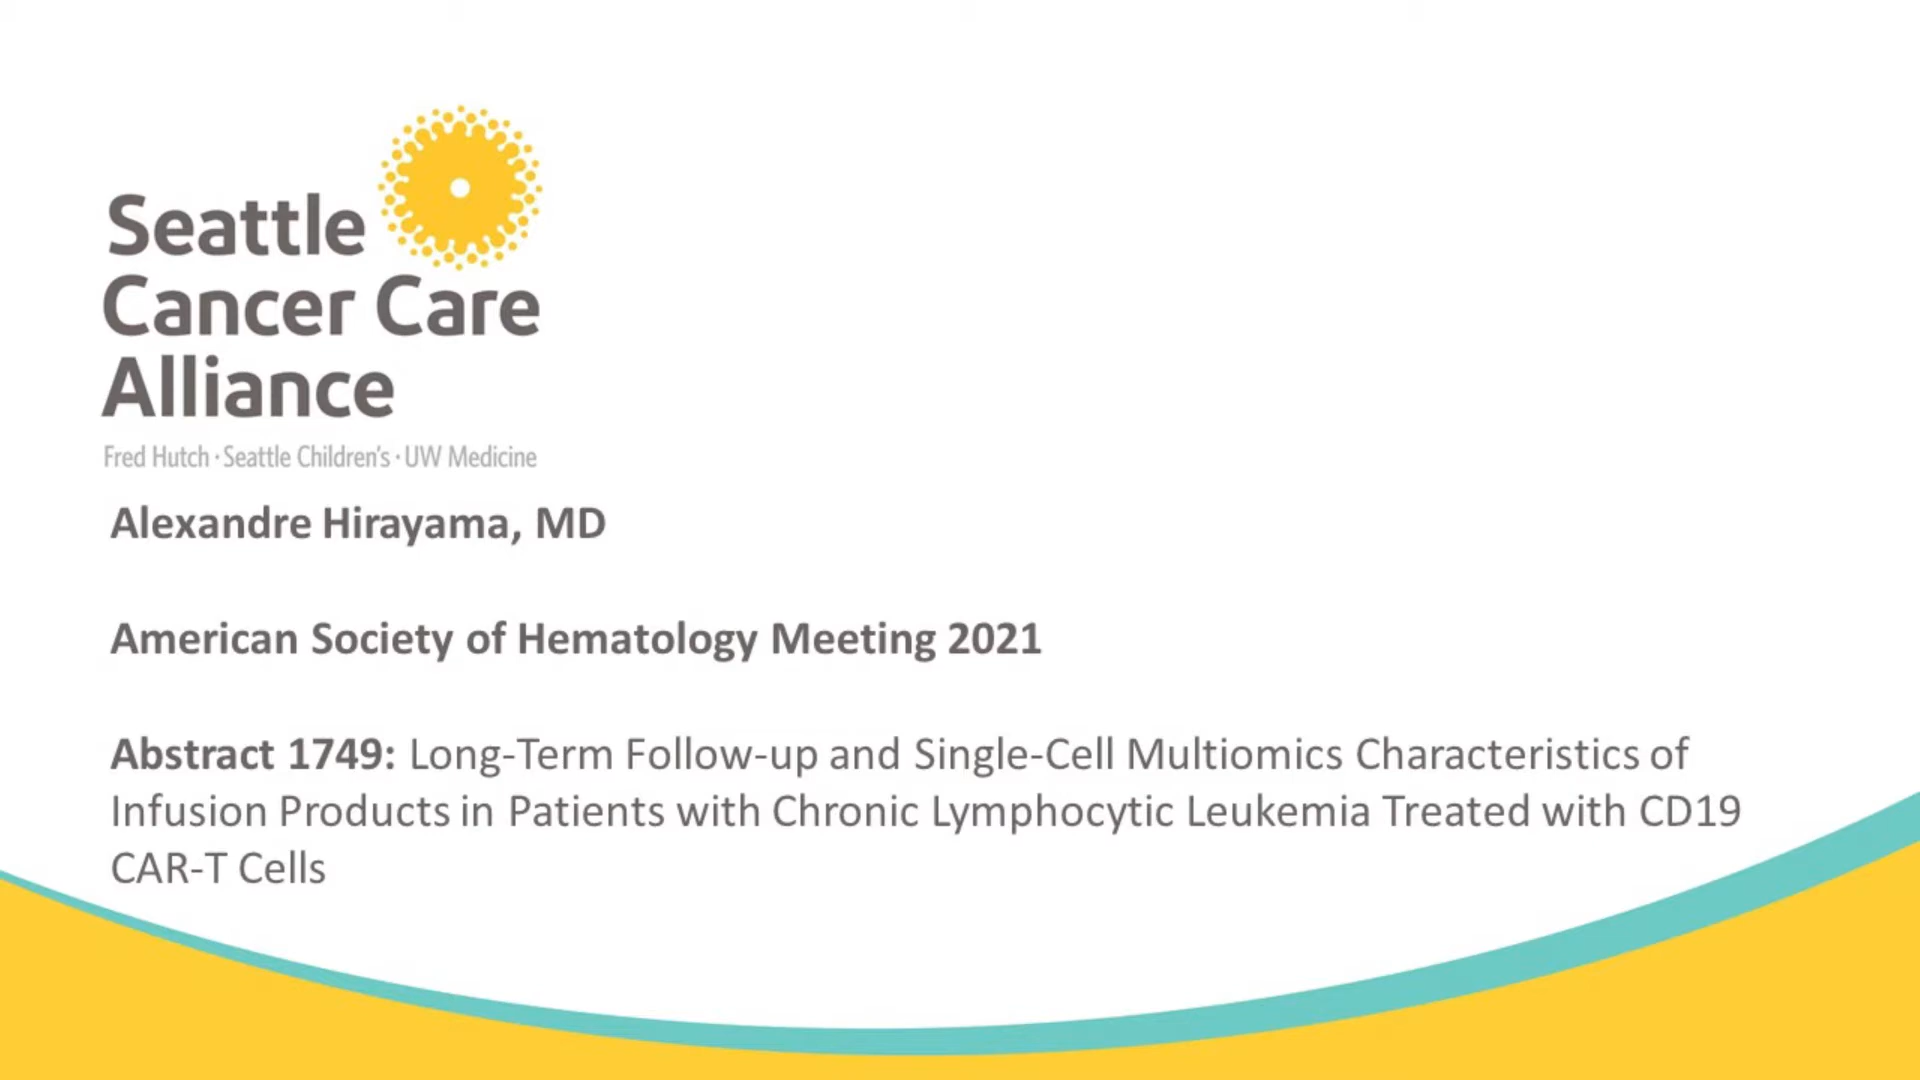 Seattle
Cancer Care
Alliance
Fred Hutch · Seattle Children's · UW Medicine
Alexandre Hirayama, MD
American Society of Hematology Meeting 2021
Abstract 1749: Long-Term Follow-up and Single-Cell Multiomics Characteristics of
Infusion Products in Patients with Chronic Lymphocytic Leukemia Treated with CD19
CAR-T Cells